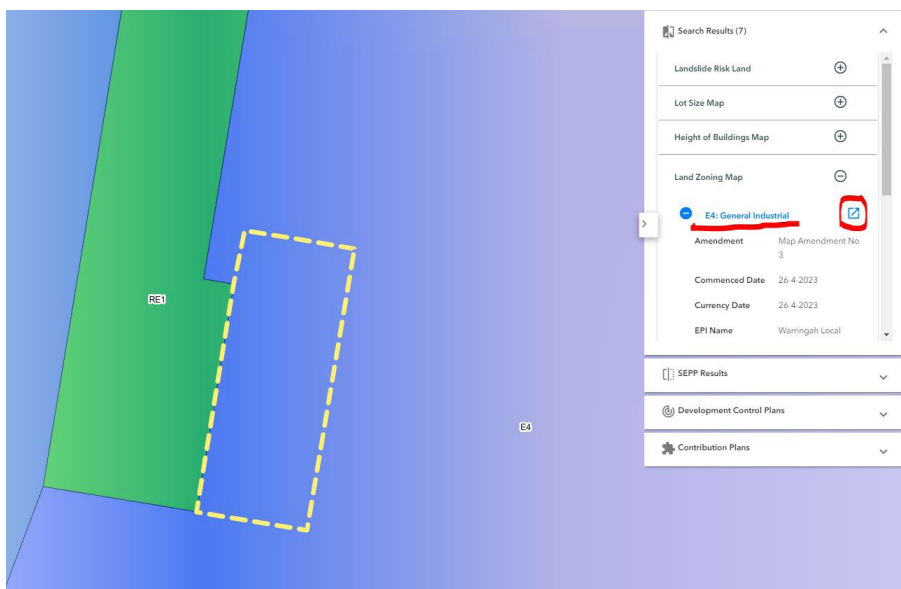 RE1
E4
Search Results (7)
Landslide Risk Land
Lot Size Map
Height of Buildings Map
Land Zoning Map
E4: General Industrial
Amendment Map Amendment No
3
Commenced Date 26-4-2023
Currency Date 26-4-2023
EPI Name Warringah Local
SEPP Results
Development Control Plans
Contribution Plans